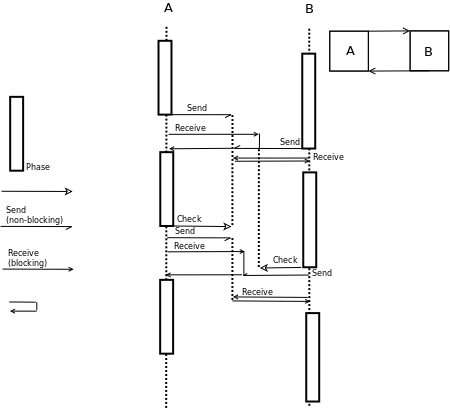 A
B
A
B
Send
Receive
Send
Receive
Phase
Send
(non-blocking)
Check
Send
Receive
Receive
(blocking)
Check
Send
Receive